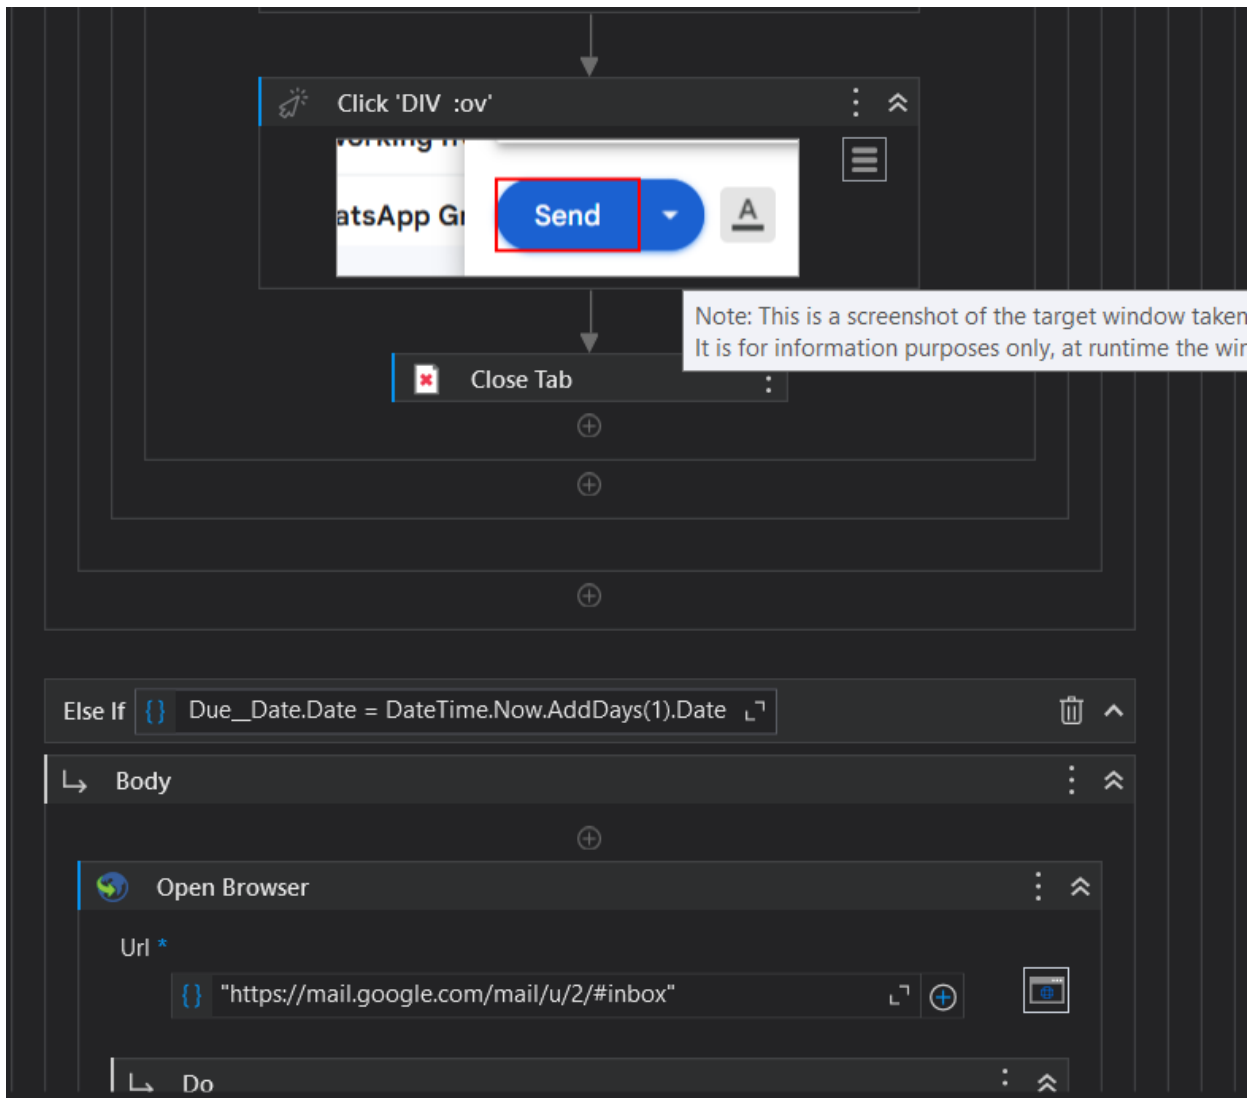 Click 'DIV  :ov'
working
atsApp
Send
A
Note: This is a screenshot of the target window taken
It is for information purposes only, at runtime the
Close Tab
Else If {} Due__Date.Date = DateTime.Now.AddDays(1).Date
Body
Open Browser
Url *
{} "https://mail.google.com/mail/u/2/#inbox"
Do